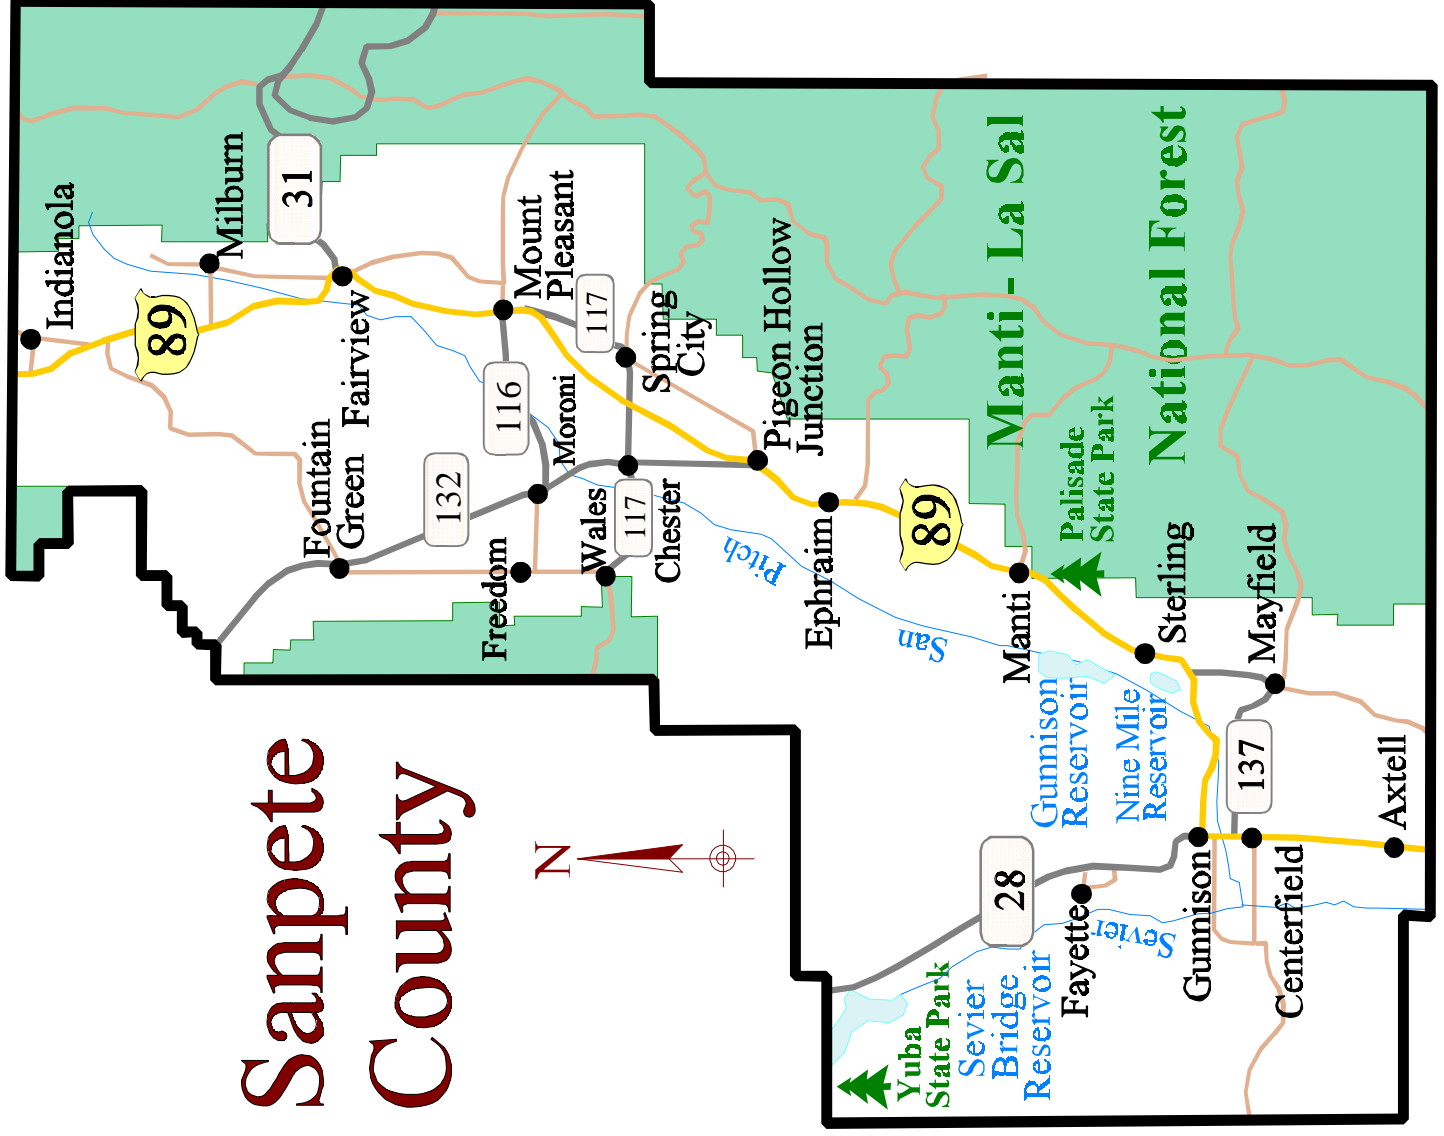 Sanpete
County
N
Indianola
89
Milburn
31
Fairview
Fountain
Green
132
Mount
Pleasant
116
Moroni
117
Spring
City
Freedom
Wales
117
Chester
Pigeon Hollow
Junction
Pitch
San
Ephraim
89
Manti - La Sal
National Forest
Palisade
State Park
Manti
Sterling
Mayfield
Gunnison
Reservoir
Nine Mile
Reservoir
137
Axtell
28
Fayette
Sevier
Gunnison
Centerfield
Yuba
State Park
Sevier
Bridge
Reservoir